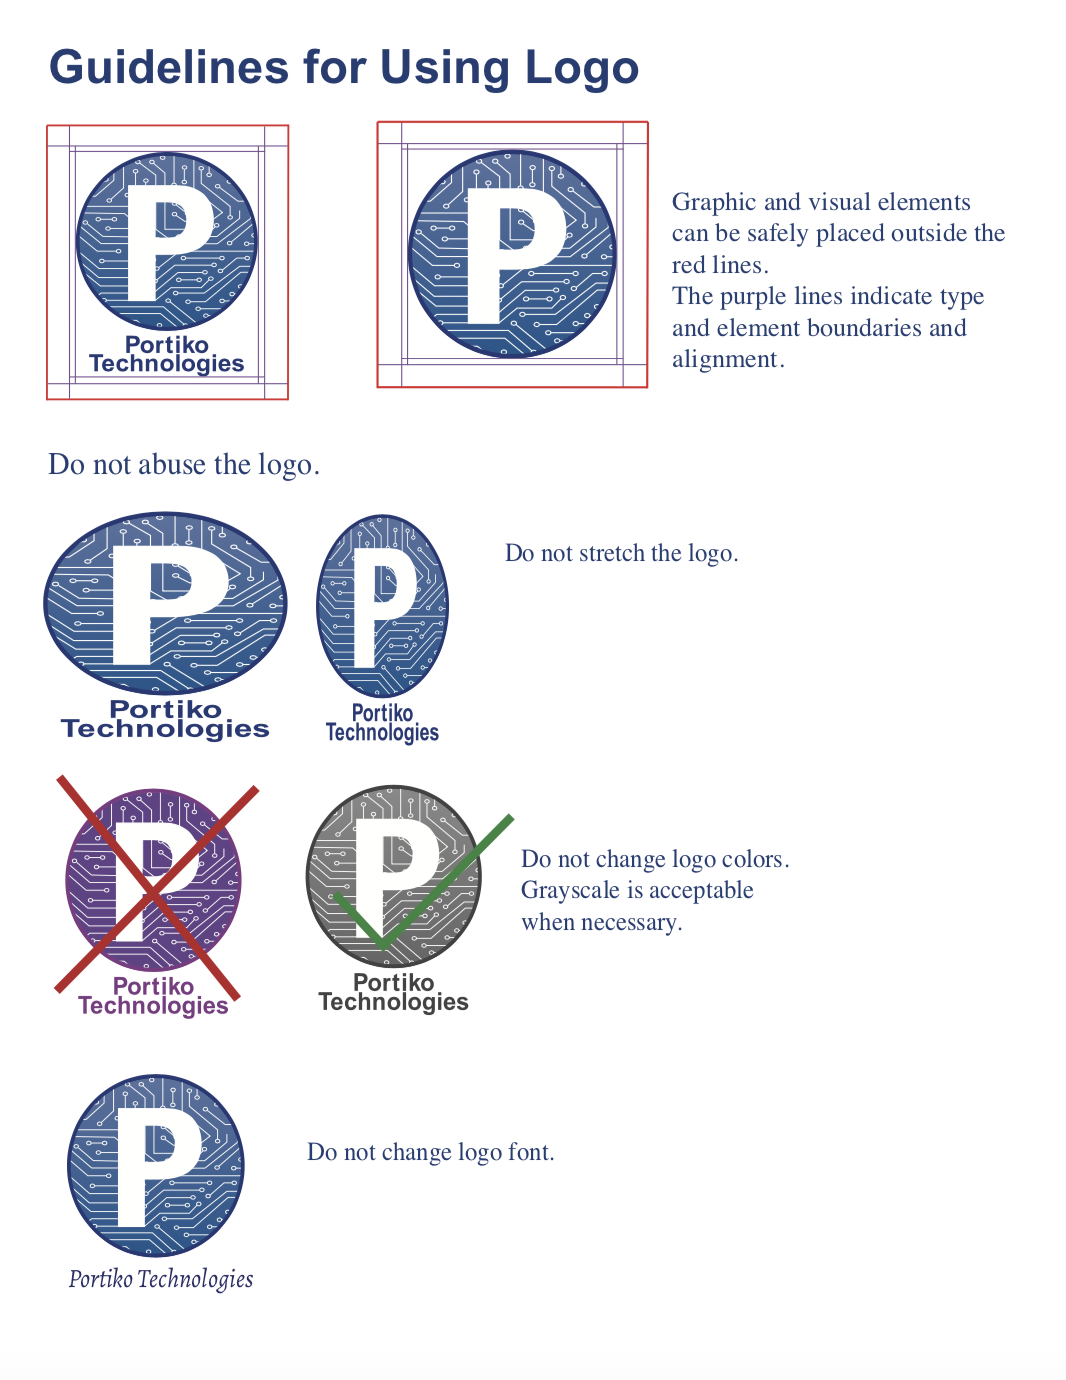 Guidelines for Using Logo
P
Portiko
Technologies
P
Graphic and visual elements
can be safely placed outside the
red lines.
The purple lines indicate type
and element boundaries and
alignment.
Do not abuse the logo.
P
Portiko
Technologies
P
Portiko
Technologies
Do not stretch the logo.
P
Portiko
Technologies
P
Portiko
Technologies
Do not change logo colors.
Grayscale is acceptable
when necessary.
P
Portiko Technologies
Do not change logo font.